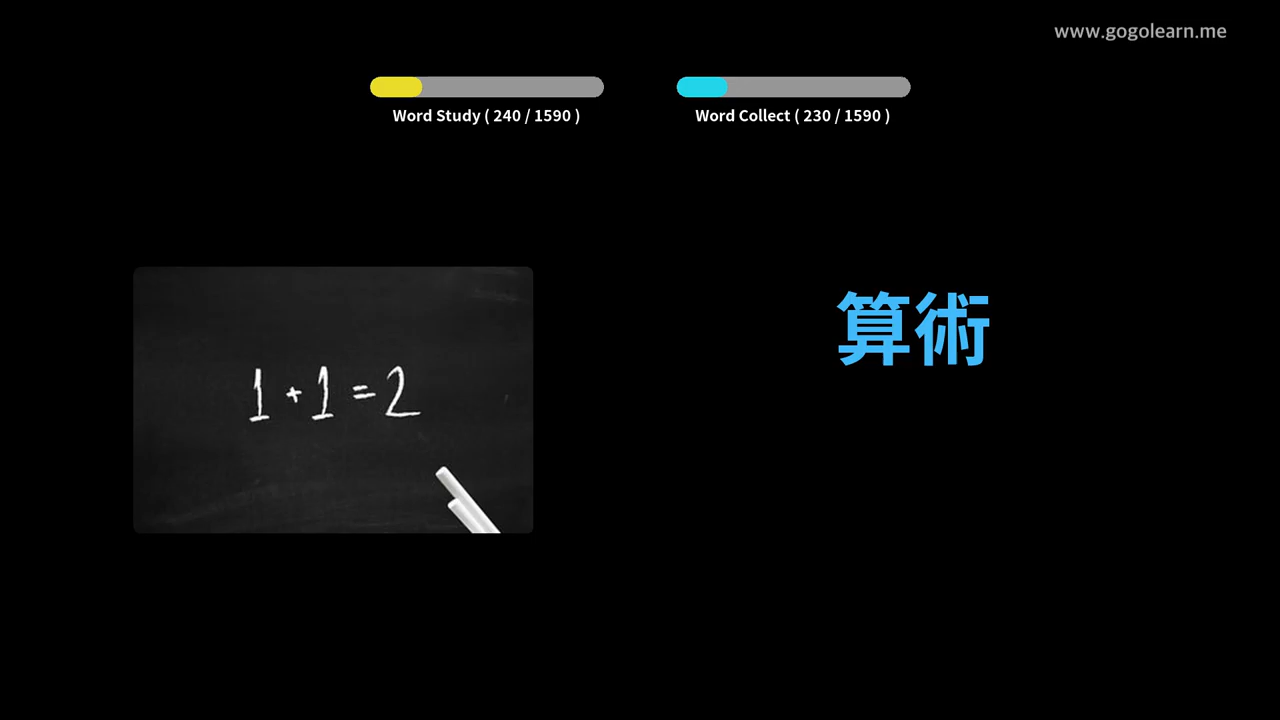 www.gogolearn.me
Word Study ( 240 / 1590 )
Word Collect ( 230 / 1590 )
算術
1 + 1 = 2